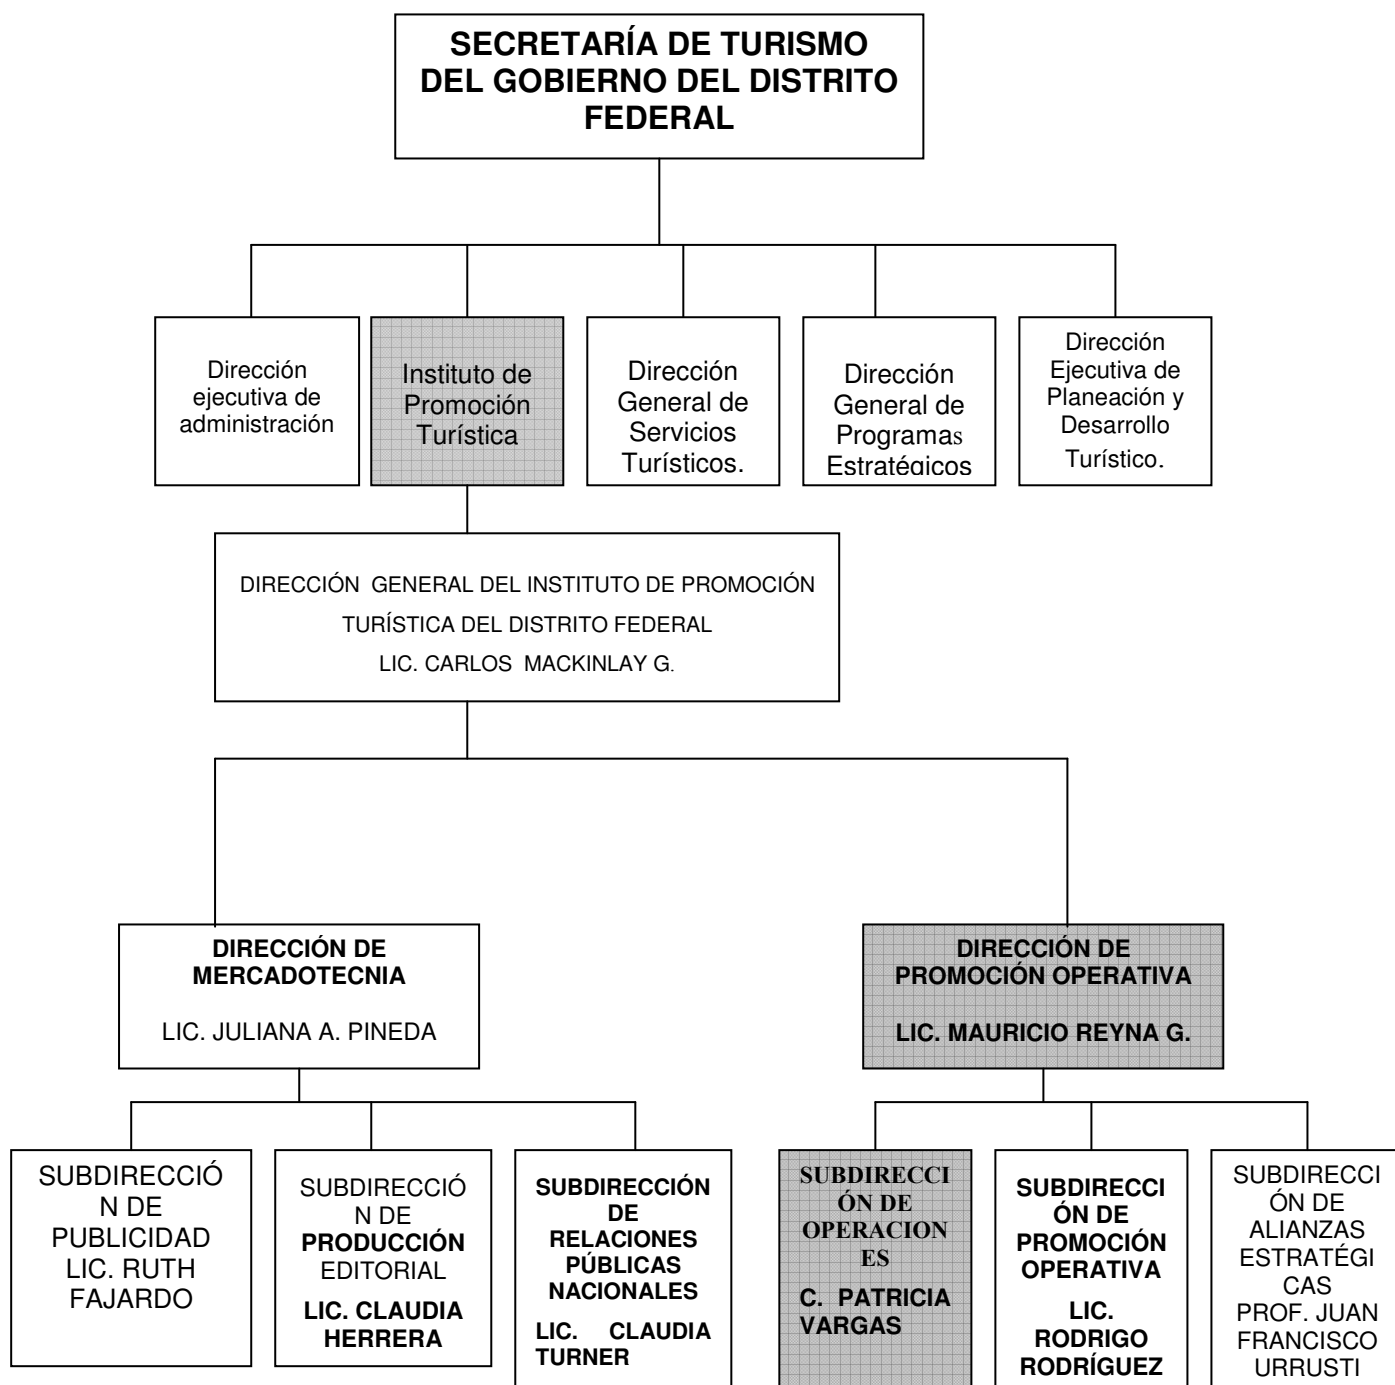 SECRETARÍA DE TURISMO
DEL GOBIERNO DEL DISTRITO
FEDERAL
Dirección
ejecutiva de
administración
Instituto de
Promoción
Turística
Dirección
General de
Servicios
Turísticos.
Dirección
General de
Programas
Estratégicos
Dirección
Ejecutiva de
Planeación y
Desarrollo
Turístico.
DIRECCIÓN GENERAL DEL INSTITUTO DE PROMOCIÓN
TURÍSTICA DEL DISTRITO FEDERAL
LIC. CARLOS MACKINLAY G.
DIRECCIÓN DE
MERCADOTECNIA
LIC. JULIANA A. PINEDA
DIRECCIÓN DE
PROMOCIÓN OPERATIVA
LIC. MAURICIO REYNA G.
SUBDIRECCIÓ
N DE
PUBLICIDAD
LIC. RUTH
FAJARDO
SUBDIRECCIÓ
N DE
PRODUCCIÓN
EDITORIAL
LIC. CLAUDIA
HERRERA
SUBDIRECCIÓN
DE
RELACIONES
PÚBLICAS
NACIONALES
LIC. CLAUDIA
TURNER
SUBDIRECCI
ÓN DE
OPERACION
ES
C. PATRICIA
VARGAS
SUBDIRECCI
ÓN DE
PROMOCIÓN
OPERATIVA
LIC.
RODRIGO
RODRÍGUEZ
SUBDIRECCI
ÓN DE
ALIANZAS
ESTRATÉGI
CAS
PROF. JUAN
FRANCISCO
URRUSTI